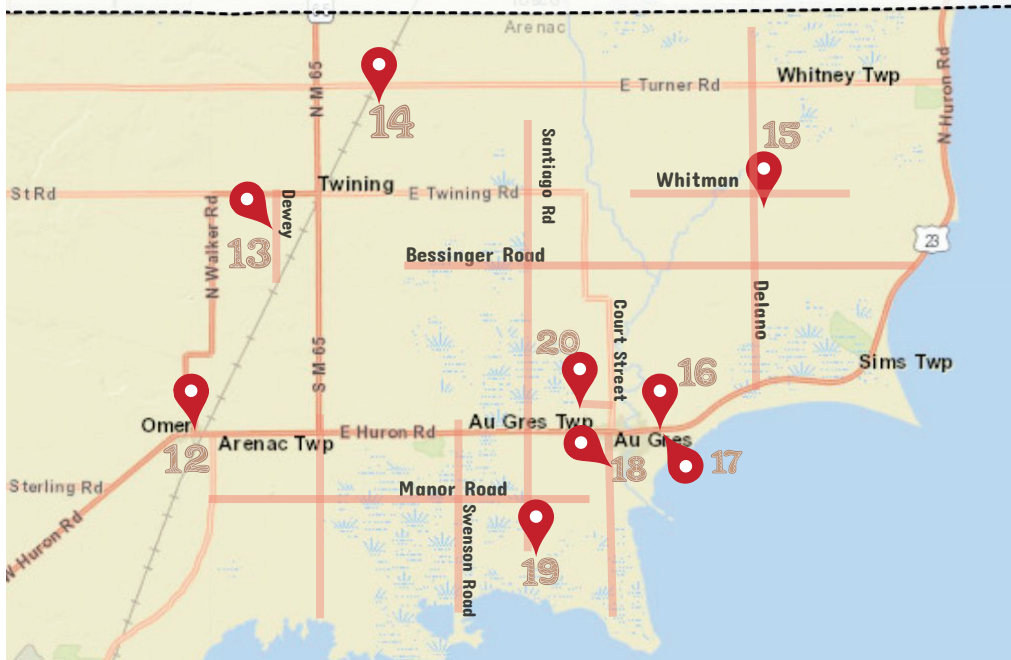 Arenac
N M 65
E Turner Rd
Whitney Twp
N Huron Rd
14
15
Santiago Rd
Whitman
St Rd
Twining
E Twining Rd
Dewey
N Walker Rd
13
23
Bessinger Road
Delano
Court Street
20
S M 65
Sims Twp
16
Omer
Au Gres Twp
E Huron Rd
Arenac Twp
Au Gres
12
18
17
Sterling Rd
Manor Road
Swenson Road
W Huron Rd
19